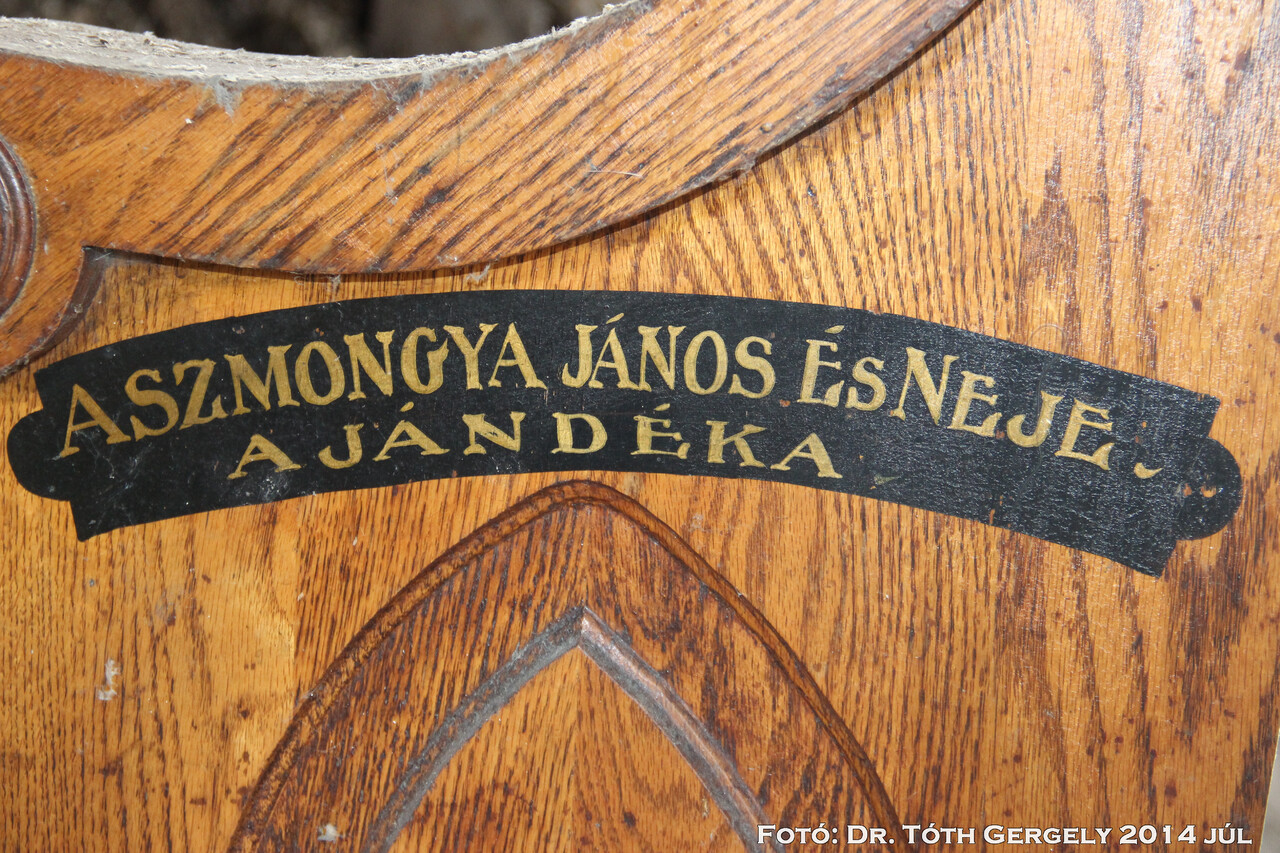 ASZMONGYA JÁNOS ÉS NEJE.
AJÁNDÉKA
FOTÓ: DR. TÓTH GERGELY 2014 JÚL